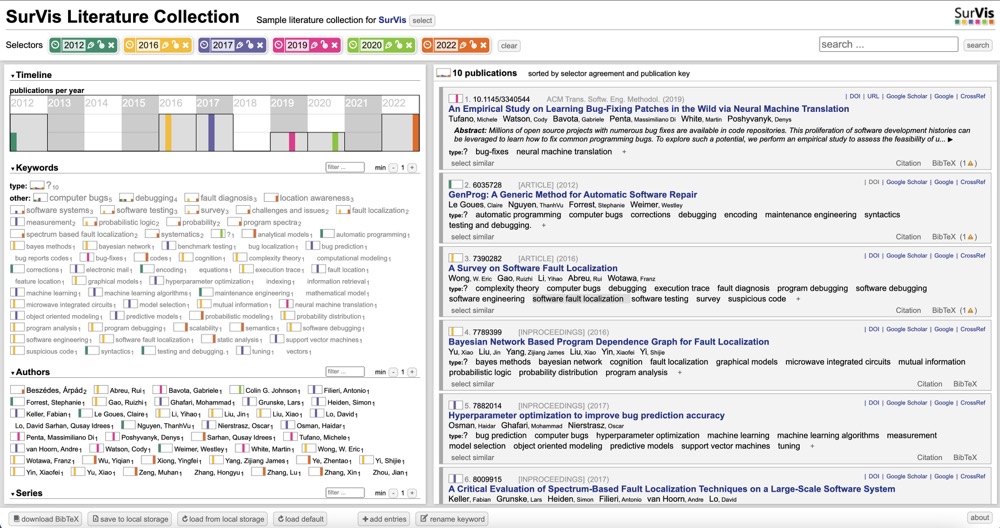 SurVis Literature Collection
Sample literature collection for SurVis select
SurVis
Selectors 2012 2016 2017 2019 2020 2022 clear
search ... search
Timeline
publications per year
2012 2013 2014 2015 2016 2017 2018 2019 2020 2021 2022
Keywords filter ... min - 1 +
type: ?10
other: computer bugs5 debugging4 fault diagnosis3 location awareness3
software systems3 software testing3 survey3 challenges and issues2 fault localization2
measurement2 probabilistic logic2 probability2 program spectra2
spectrum based fault localization2 systematics2 ?1 analytical models1 automatic programming1
bayes methods1 bayesian network1 benchmark testing bug localization1 bug prediction1
bug reports codes1 bug-fixes1 codes1 cognition1 complexity theory computational modeling
corrections1 electronic mail1 encoding equations1 execution trace1 fault location1
feature location1 graphical models1 hyperparameter optimization1 indexing information retrieval1
machine learning1 machine learning algorithms1 maintenance engineering1 mathematical model1
microwave integrated circuits1 model selection1 mutual information1 neural machine translation1
object oriented modeling1 predictive models1 probabilistic modeling1 probability distribution1
program analysis1 program debugging1 scalability1 semantics1 software debugging1
software engineering1 software fault localization1 static analysis1 support vector machines1
suspicious code1 syntactics1 testing and debugging.1 tuning1 vectors1
Authors filter ... min - 1 +
Beszédes, Árpád2 Abreu, Rui1 Bavota, Gabriele1 Colin G. Johnson1 Filieri, Antonio1
Forrest, Stephanie1 Gao, Ruizhi1 Ghafari, Mohammad1 Grunske, Lars1 Heiden, Simon1
Keller, Fabian1 Le Goues, Claire1 Li, Yihao1 Liu, Jin1 Liu, Xiao1 Lo, David1
Lo, David Sarhan, Qusay Idrees1 Nguyen, ThanhVu1 Nierstrasz, Oscar1 Osman, Haidar1
Penta, Massimiliano Di1 Poshyvanyk, Denys1 Sarhan, Qusay Idrees1 Tufano, Michele1
van Hoorn, Andre1 Watson, Cody1 Weimer, Westley1 White, Martin1 Wong, W. Eric1
Wotawa, Franz1 Wu, Yiqian1 Xiong, Yingfei1 Yang, Zijiang James1 Ye, Zhentao1 Yi, Shijie1
Yin, Xiaofei1 Yu, Xiao1 Zeng, Muhan1 Zhang, Hongyu1 Zhang, Lu1 Zhang, Xin1 Zhou, Jian1
Series filter ... min - 1 +
10 publications sorted by selector agreement and publication key
1. 10.1145/3340544 ACM Trans. Softw. Eng. Methodol. (2019) | DOI | URL | Google Scholar | Google | CrossRef
An Empirical Study on Learning Bug-Fixing Patches in the Wild via Neural Machine Translation
Tufano, Michele Watson, Cody Bavota, Gabriele Penta, Massimiliano Di White, Martin Poshyvanyk, Denys
Abstract: Millions of open source projects with numerous bug fixes are available in code repositories. This proliferation of software development histories can
be leveraged to learn how to fix common programming bugs. To explore such a potential, we perform an empirical study to assess the feasibility of u... ▶
type:? bug-fixes neural machine translation +
select similar Citation BibTeX (1 ⚠)
2. 6035728 [ARTICLE] (2012) | DOI | Google Scholar | Google | CrossRef
GenProg: A Generic Method for Automatic Software Repair
Le Goues, Claire Nguyen, ThanhVu Forrest, Stephanie Weimer, Westley
type:? automatic programming computer bugs corrections debugging encoding maintenance engineering syntactics
testing and debugging. +
select similar Citation BibTeX (1 ⚠)
3. 7390282 [ARTICLE] (2016) | DOI | Google Scholar | Google | CrossRef
A Survey on Software Fault Localization
Wong, W. Eric Gao, Ruizhi Li, Yihao Abreu, Rui Wotawa, Franz
type:? complexity theory computer bugs debugging execution trace fault diagnosis program debugging software debugging
software engineering software fault localization software testing survey suspicious code +
select similar Citation BibTeX (1 ⚠)
4. 7789399 [INPROCEEDINGS] (2016) | DOI | Google Scholar | Google | CrossRef
Bayesian Network Based Program Dependence Graph for Fault Localization
Yu, Xiao Liu, Jin Yang, Zijiang James Liu, Xiao Yin, Xiaofei Yi, Shijie
type:? bayes methods bayesian network cognition fault localization graphical models microwave integrated circuits mutual information
probabilistic logic probability distribution program analysis +
select similar Citation BibTeX
5. 7882014 [INPROCEEDINGS] (2017) | DOI | Google Scholar | Google | CrossRef
Hyperparameter optimization to improve bug prediction accuracy
Osman, Haidar Ghafari, Mohammad Nierstrasz, Oscar
type:? bug prediction computer bugs hyperparameter optimization machine learning machine learning algorithms measurement
model selection object oriented modeling predictive models support vector machines tuning +
select similar Citation BibTeX
6. 8009915 [INPROCEEDINGS] (2017) | DOI | Google Scholar | Google | CrossRef
A Critical Evaluation of Spectrum-Based Fault Localization Techniques on a Large-Scale Software System
Keller, Fabian Grunske, Lars Heiden, Simon Filieri, Antonio van Hoorn, Andre Lo, David
download BibTeX save to local storage load from local storage load default + add entries rename keyword about